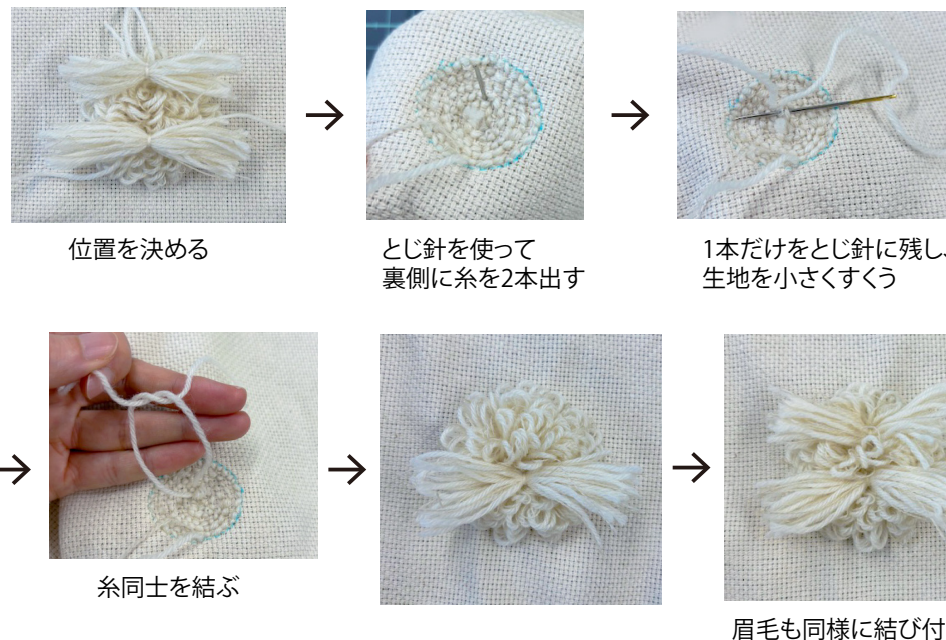 位置を決める
とじ針を使って
裏側に糸を2本出す
1本だけをとじ針に残し、
生地を小さくすくう
糸同士を結ぶ
眉毛も同様に結び付